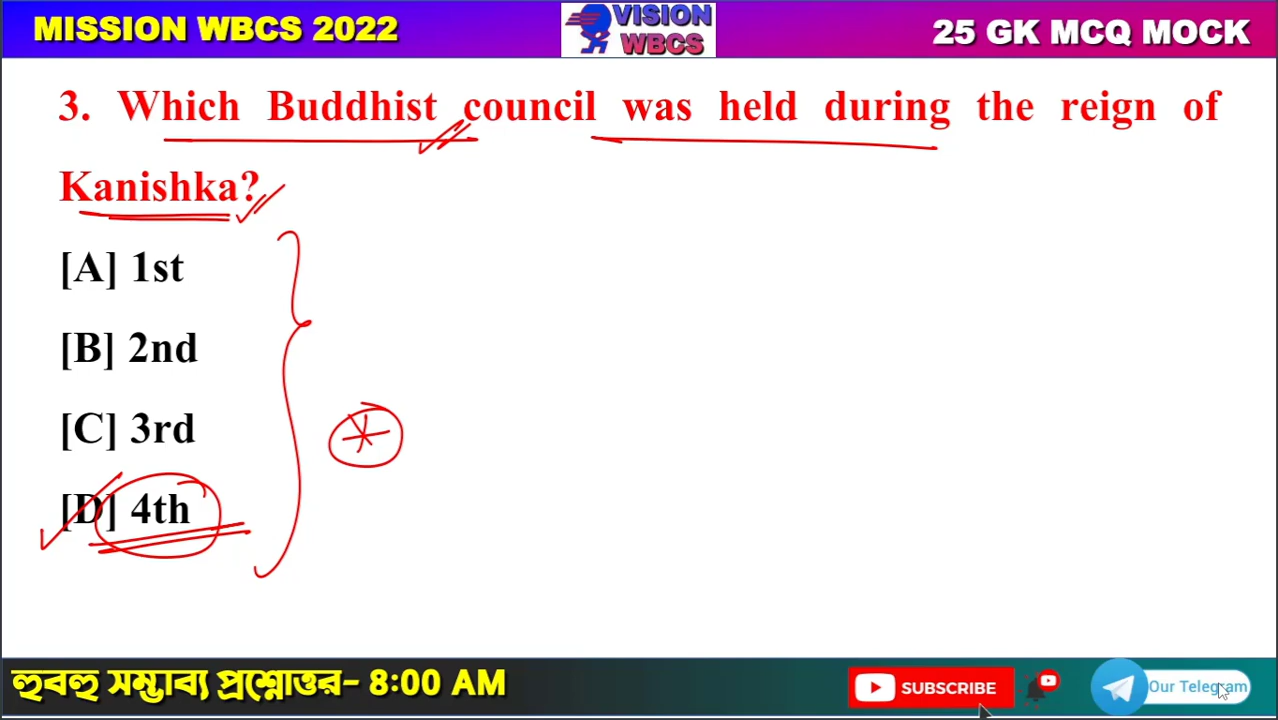 MISSION WBCS 2022
VISION
WBCS
25 GK MCQ MOCK
3. Which Buddhist council was held during the reign of
Kanishka?
[A] 1st
[B] 2nd
[C] 3rd
[D] 4th
হুবহু সম্ভাব্য প্রশ্নোত্তর- 8:00 AM
SUBSCRIBE
Our Telegram